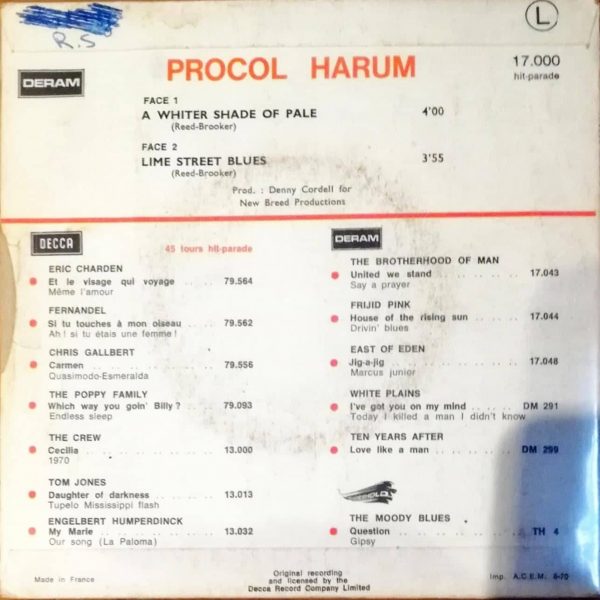 R.S
L
DERAM
PROCOL HARUM
17.000
hit-parade
FACE 1
A WHITER SHADE OF PALE 4'00
(Reed-Brooker)
FACE 2
LIME STREET BLUES 3'55
(Reed-Brooker)
Prod. : Denny Cordell for
New Breed Productions
DECCA
45 tours hit-parade
ERIC CHARDEN
Et le visage qui voyage 79.564
Même l'amour
FERNANDEL
Si tu touches à mon oiseau 79.562
Ah ! si tu étais une femme !
CHRIS GALLBERT
Carmen 79.556
Quasimodo-Esmeralda
THE POPPY FAMILY
Which way you goin' Billy ? 79.093
Endless sleep
THE CREW
Cecilia 13.000
1970
TOM JONES
Daughter of darkness 13.013
Tupelo Mississippi flash
ENGELBERT HUMPERDINCK
My Marie 13.032
Our song (La Paloma)
DERAM
THE BROTHERHOOD OF MAN
United we stand 17.043
Say a prayer
FRIJID PINK
House of the rising sun 17.044
Drivin' blues
EAST OF EDEN
Jig-a-jig 17.048
Marcus junior
WHITE PLAINS
I've got you on my mind DM 291
Today I killed a man I didn't know
TEN YEARS AFTER
Love like a man DM 299
THE MOODY BLUES
Question TH 4
Gipsy
Made in France
Original recording
and licensed by the
Decca Record Company Limited
Imp. A.C.E.M. 6-70